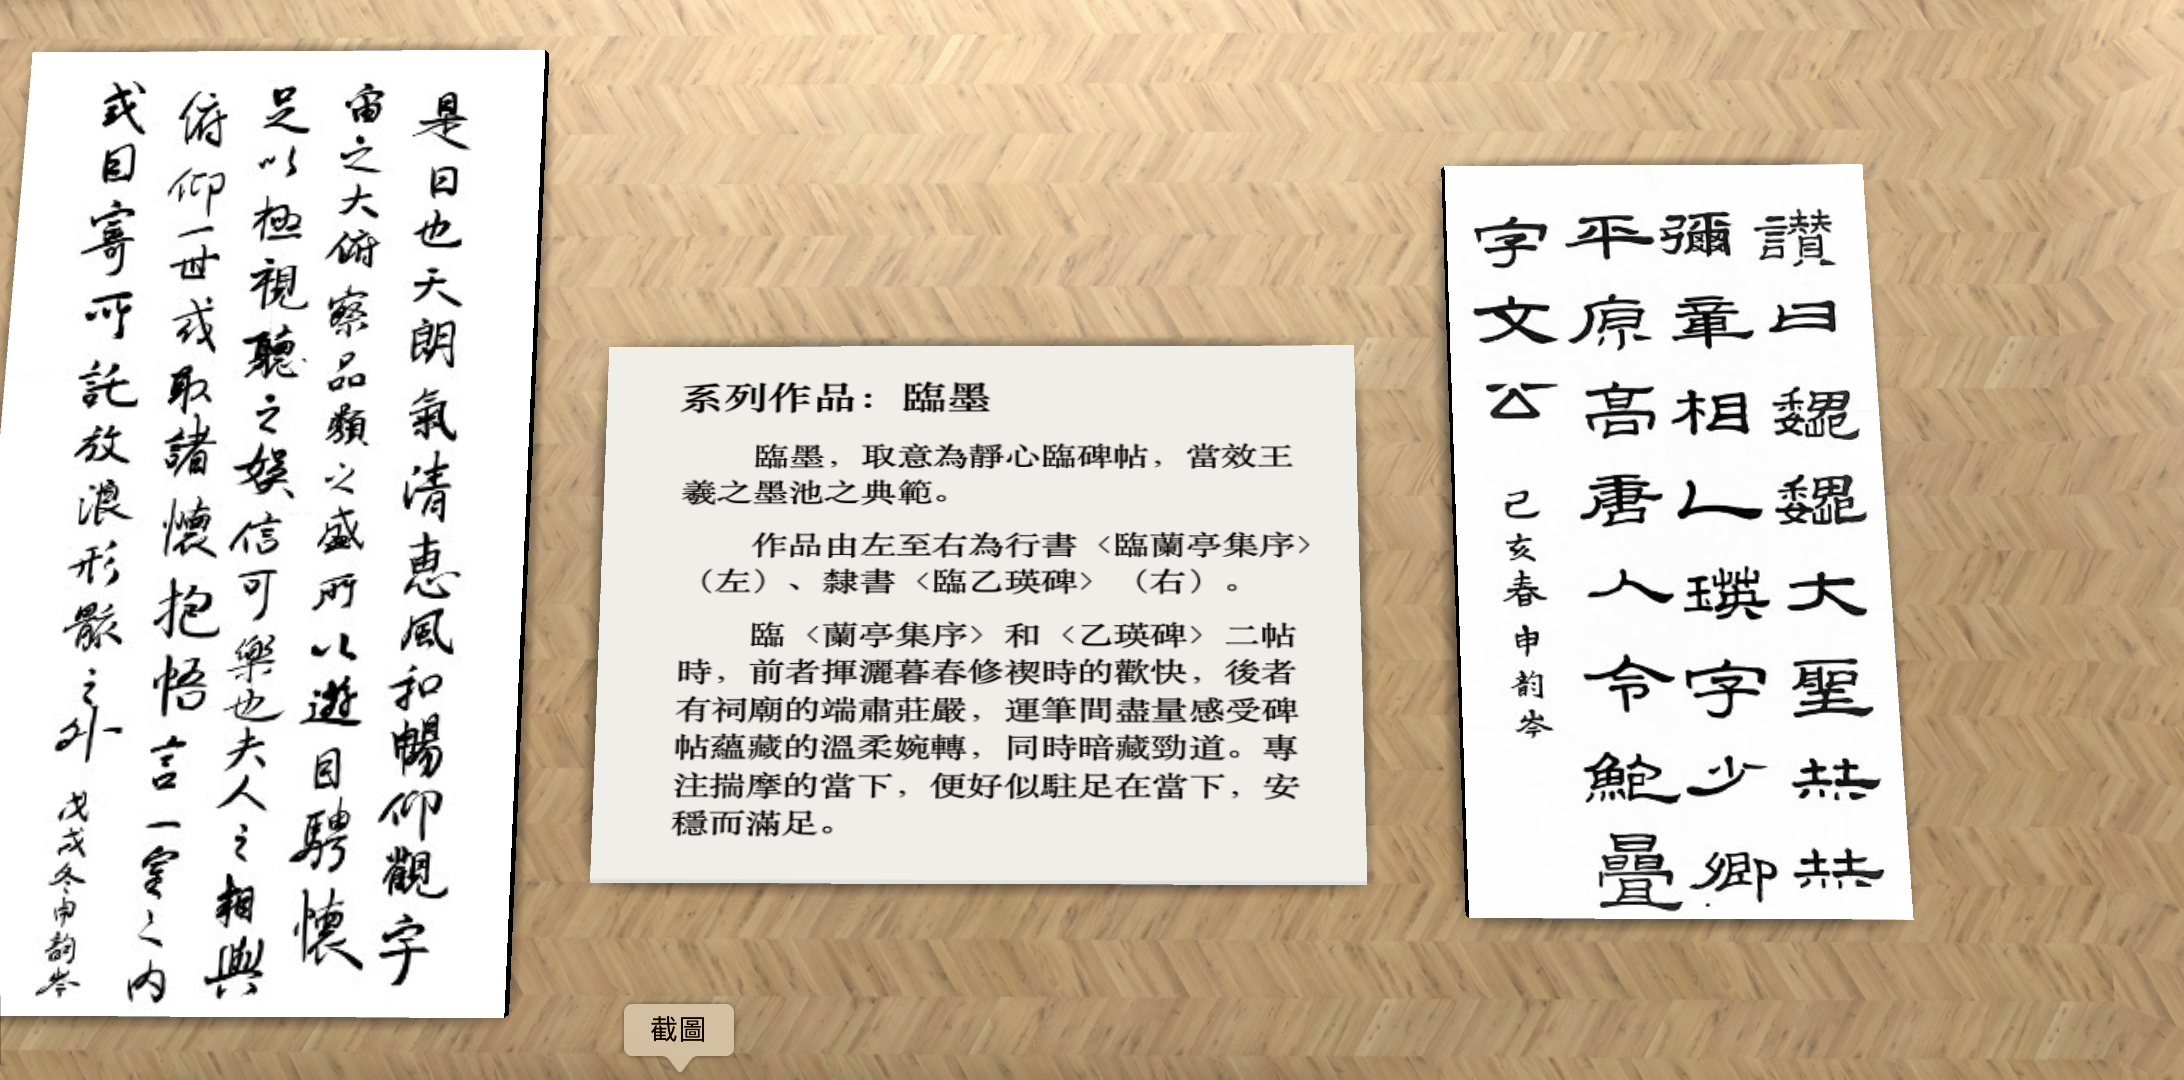 是日也天朗氣清惠風和暢仰觀宇
宙之大俯察品類之盛所以遊目騁懷
足以極視聽之娛信可樂也夫人之相與
俯仰一世或取諸懷抱悟言一室之內
或因寄所託放浪形骸之外
戊戌冬申韵岑
系列作品：臨墨
臨墨，取意為靜心臨碑帖，當效王
羲之墨池之典範。
作品由左至右為行書〈臨蘭亭集序〉
（左）、隸書〈臨乙瑛碑〉（右）。
臨〈蘭亭集序〉和〈乙瑛碑〉二帖
時，前者揮灑暮春修禊時的歡快，後者
有祠廟的端肅莊嚴，運筆間盡量感受碑
帖蘊藏的溫柔婉轉，同時暗藏勁道。專
注揣摩的當下，便好似駐足在當下，安
穩而滿足。
讚曰巍巍大聖赫赫
彌章相乙瑛字少卿
平原高唐人令鮑疊
字文公
己亥春申韵岑
截圖